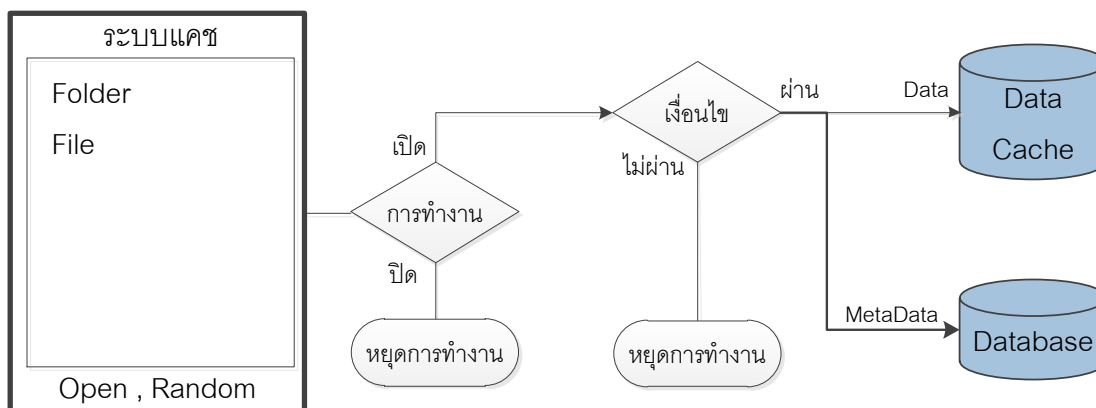 ระบบแคช
Folder
File
Open , Random
เปิด
การทำงาน
ปิด
หยุดการทำงาน
เงื่อนไข
ผ่าน
ไม่ผ่าน
หยุดการทำงาน
Data
Data
Cache
MetaData
Database